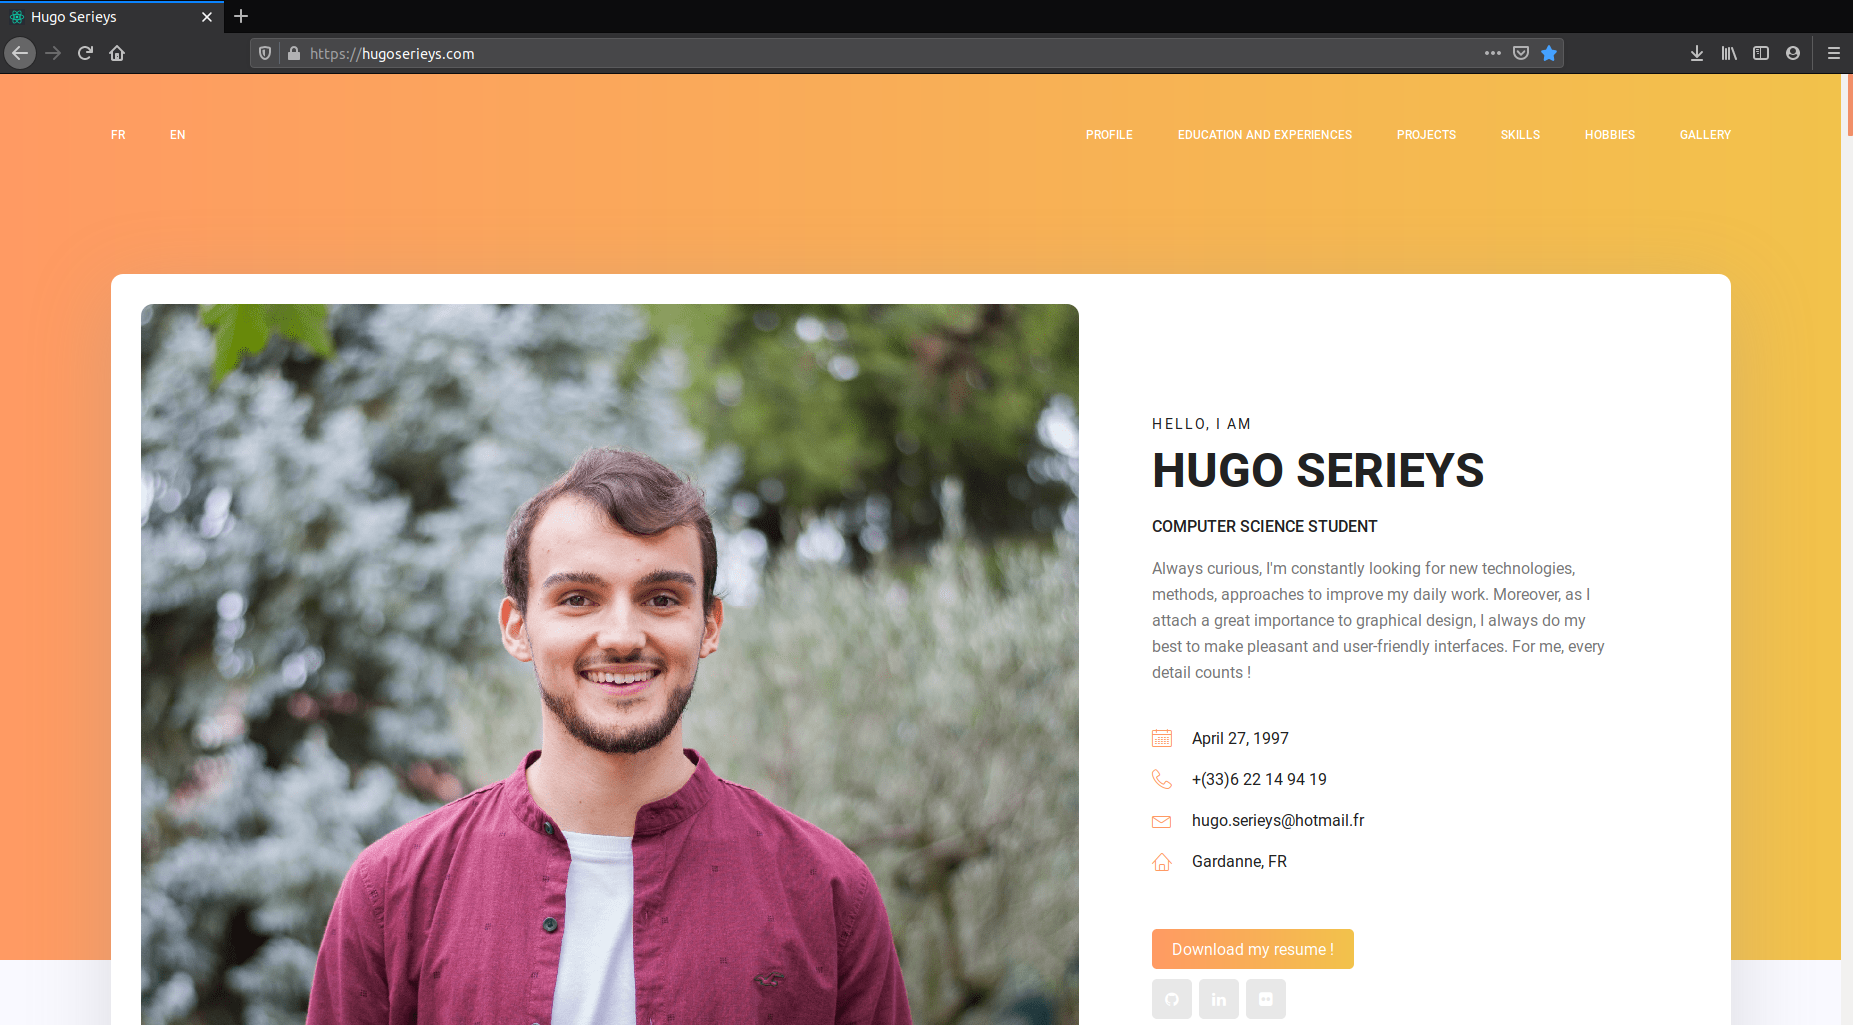 Hugo Serieys
https://hugoserieys.com
FR EN PROFILE EDUCATION AND EXPERIENCES PROJECTS SKILLS HOBBIES GALLERY
HELLO, I AM
HUGO SERIEYS
COMPUTER SCIENCE STUDENT
Always curious, I'm constantly looking for new technologies,
methods, approaches to improve my daily work. Moreover, as I
attach a great importance to graphical design, I always do my
best to make pleasant and user-friendly interfaces. For me, every
detail counts !
April 27, 1997
+(33)6 22 14 94 19
hugo.serieys@hotmail.fr
Gardanne, FR
Download my resume !
in